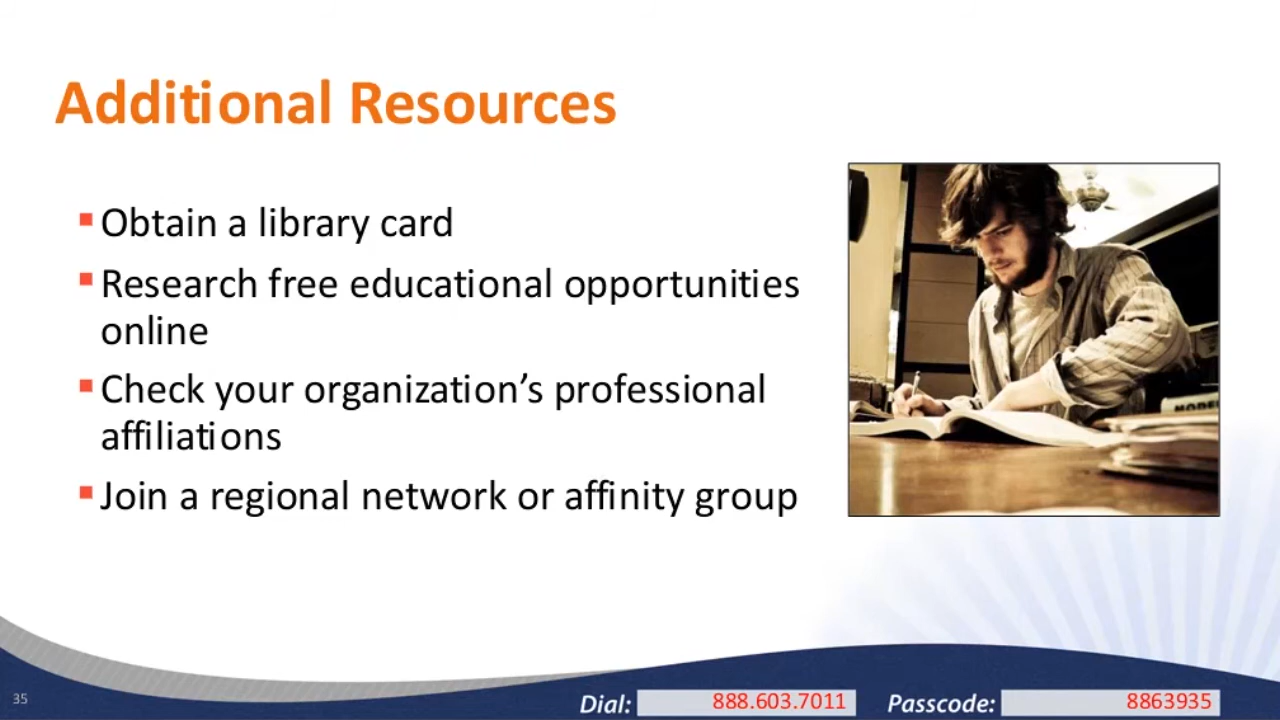 Additional Resources
Obtain a library card
Research free educational opportunities
online
Check your organization’s professional
affiliations
Join a regional network or affinity group
35
Dial: 888.603.7011 Passcode: 8863935